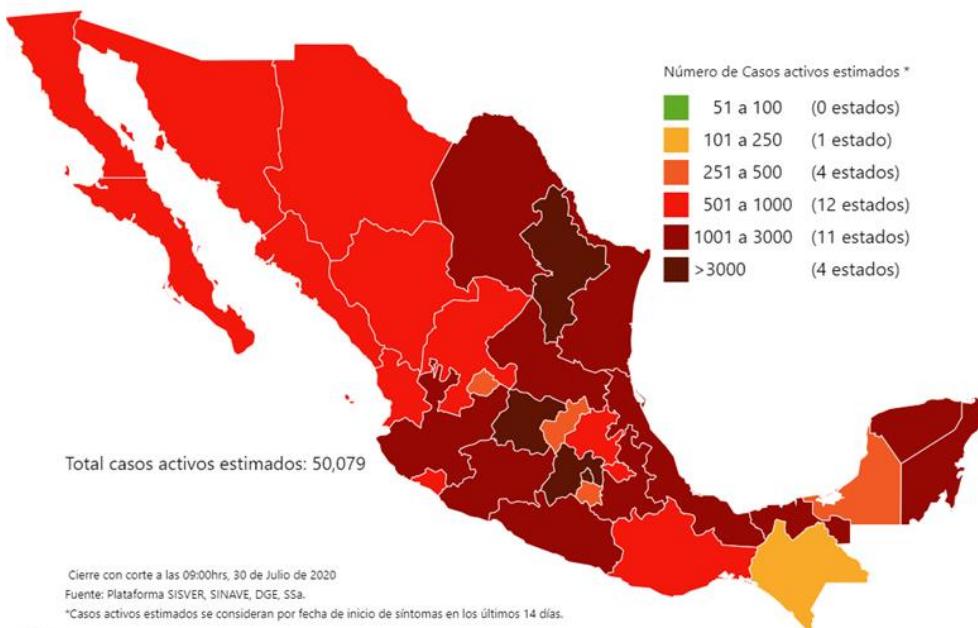 Número de Casos activos estimados *
51 a 100 (0 estados)
101 a 250 (1 estado)
251 a 500 (4 estados)
501 a 1000 (12 estados)
1001 a 3000 (11 estados)
>3000 (4 estados)
Total casos activos estimados: 50,079
Cierre con corte a las 09:00hrs, 30 de Julio de 2020
Fuente: Plataforma SISVER, SINAVE, DGE, SSa.
*Casos activos estimados se consideran por fecha de inicio de síntomas en los últimos 14 días.